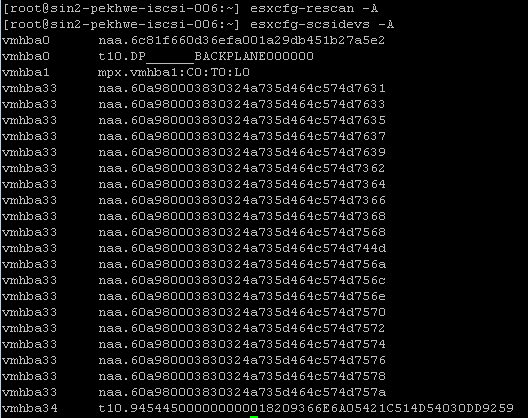 [root@sin2-pekhwe-iscsi-006:~] esxcfg-rescan -A
[root@sin2-pekhwe-iscsi-006:~] esxcfg-scsidevs -A
vmhba0 naa.6c81f660d36efa001a29db451b27a5e2
vmhba0 t10.DP______BACKPLANE000000
vmhba1 mpx.vmhba1:C0:T0:L0
vmhba33 naa.60a980003830324a735d464c574d7631
vmhba33 naa.60a980003830324a735d464c574d7633
vmhba33 naa.60a980003830324a735d464c574d7635
vmhba33 naa.60a980003830324a735d464c574d7637
vmhba33 naa.60a980003830324a735d464c574d7639
vmhba33 naa.60a980003830324a735d464c574d7362
vmhba33 naa.60a980003830324a735d464c574d7364
vmhba33 naa.60a980003830324a735d464c574d7366
vmhba33 naa.60a980003830324a735d464c574d7368
vmhba33 naa.60a980003830324a735d464c574d7568
vmhba33 naa.60a980003830324a735d464c574d744d
vmhba33 naa.60a980003830324a735d464c574d756a
vmhba33 naa.60a980003830324a735d464c574d756c
vmhba33 naa.60a980003830324a735d464c574d756e
vmhba33 naa.60a980003830324a735d464c574d7570
vmhba33 naa.60a980003830324a735d464c574d7572
vmhba33 naa.60a980003830324a735d464c574d7574
vmhba33 naa.60a980003830324a735d464c574d7576
vmhba33 naa.60a980003830324a735d464c574d7578
vmhba33 naa.60a980003830324a735d464c574d757a
vmhba34 t10.945445000000000018209366E6A05421C514D54030DD9259